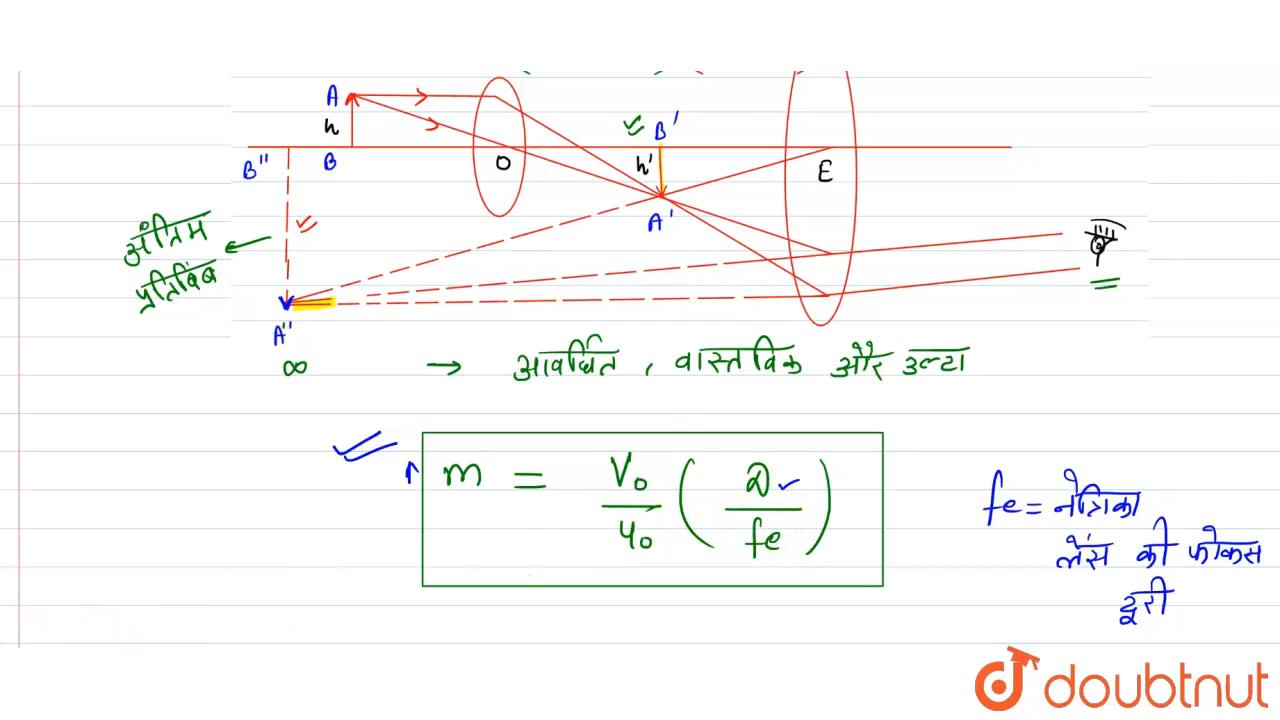 A
h
B' ✓
B" B O h' E
A'
अंतिम
प्रतिबिंब
A"
∞ → आवर्धित , वास्तविक और उल्टा
m = V₀/u₀ ( D/fe )
fe = नेत्रिका
लेंस की फोकस
दूरी
doubtnut